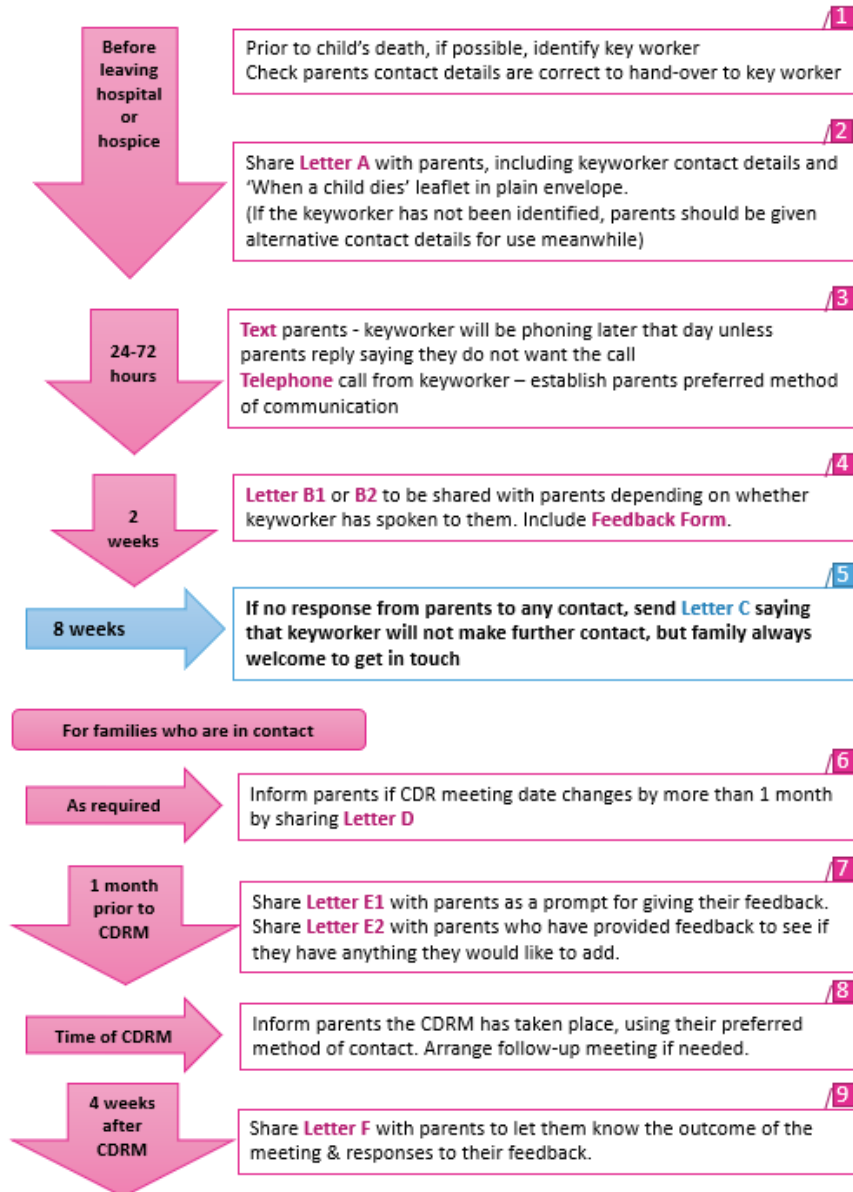 1
Before
leaving
hospital
or
hospice
Prior to child's death, if possible, identify key worker
Check parents contact details are correct to hand-over to key worker
2
Share Letter A with parents, including keyworker contact details and
‘When a child dies’ leaflet in plain envelope.
(If the keyworker has not been identified, parents should be given
alternative contact details for use meanwhile)
3
24-72
hours
Text parents - keyworker will be phoning later that day unless
parents reply saying they do not want the call
Telephone call from keyworker – establish parents preferred method
of communication
4
2
weeks
Letter B1 or B2 to be shared with parents depending on whether
keyworker has spoken to them. Include Feedback Form.
5
8 weeks
If no response from parents to any contact, send Letter C saying
that keyworker will not make further contact, but family always
welcome to get in touch
For families who are in contact
6
As required
Inform parents if CDR meeting date changes by more than 1 month
by sharing Letter D
7
1 month
prior to
CDRM
Share Letter E1 with parents as a prompt for giving their feedback.
Share Letter E2 with parents who have provided feedback to see if
they have anything they would like to add.
8
Time of CDRM
Inform parents the CDRM has taken place, using their preferred
method of contact. Arrange follow-up meeting if needed.
9
4 weeks
after
CDRM
Share Letter F with parents to let them know the outcome of the
meeting & responses to their feedback.